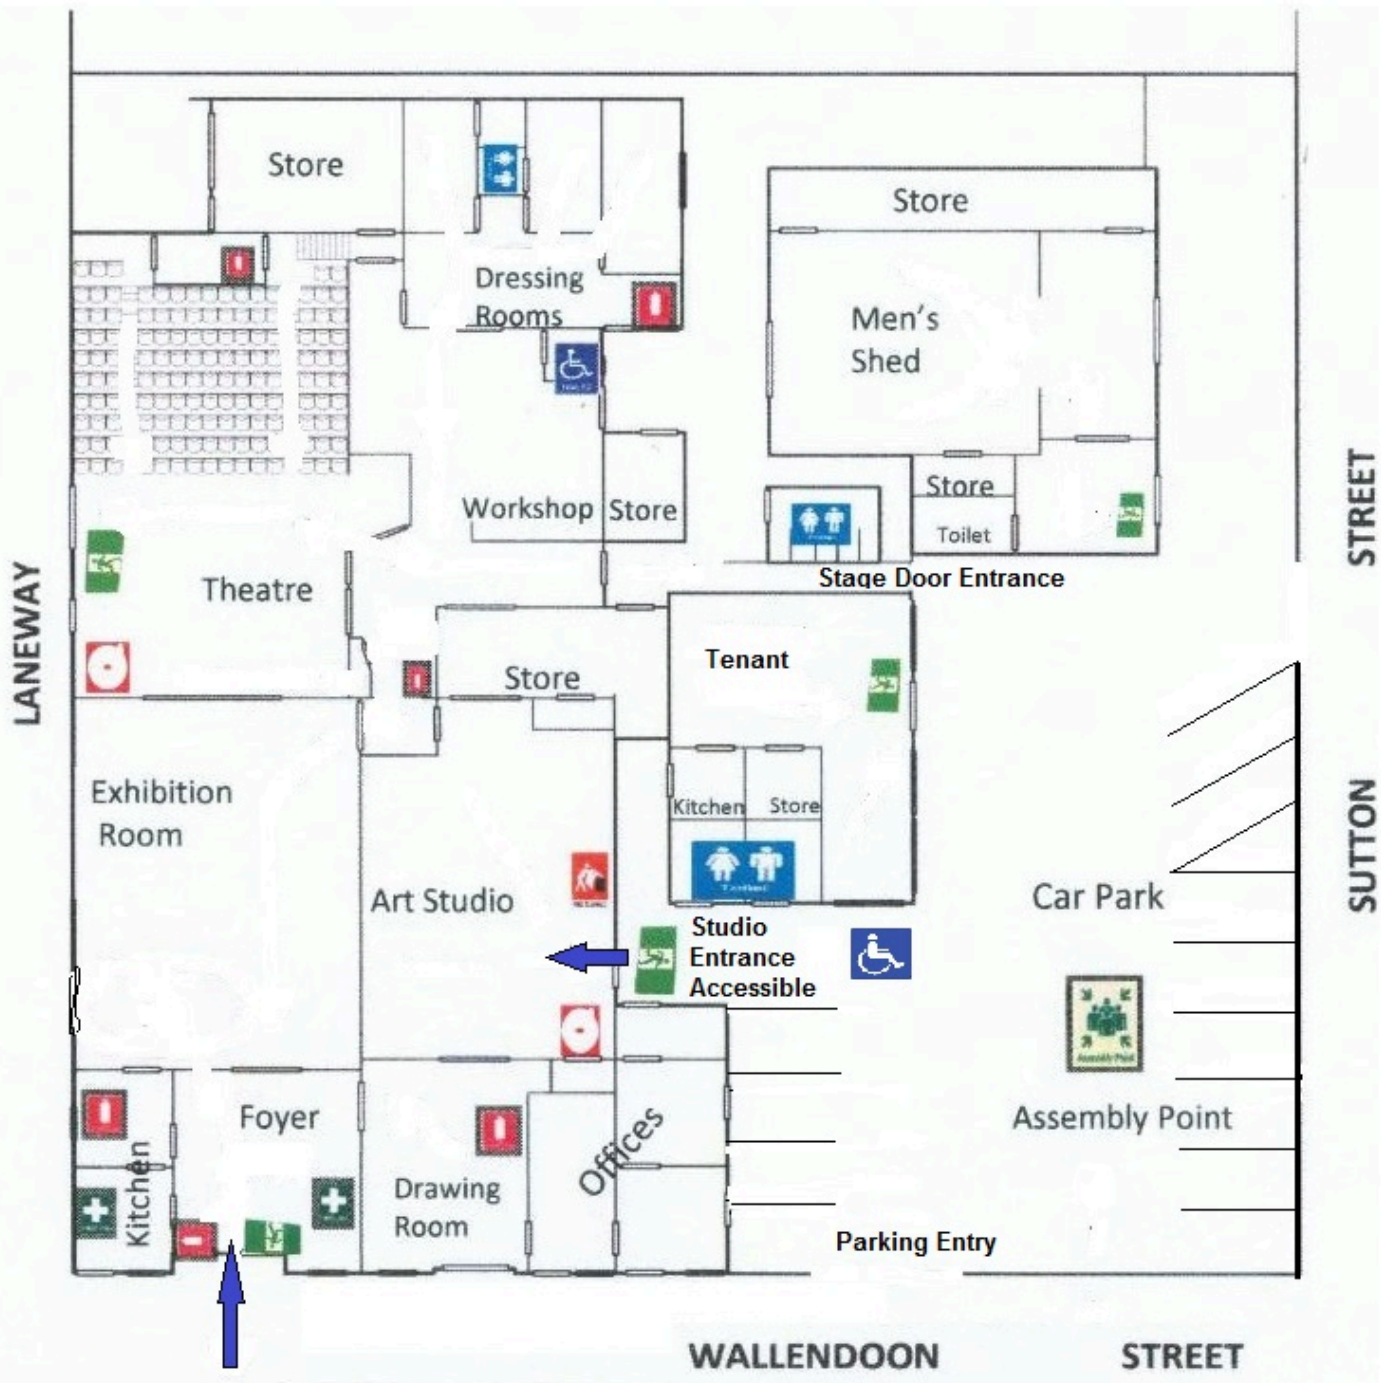 Store
Store
Dressing
Rooms
Men's
Shed
STREET
Workshop
Store
Store
Toilet
Stage Door Entrance
LANEWAY
Theatre
Tenant
Store
Exhibition
Room
Kitchen
Store
SUTTON
Art Studio
Car Park
Studio
Entrance
Accessible
Assembly Point
Foyer
Assembly Point
Kitchen
Offices
Drawing
Room
Parking Entry
WALLENDOON STREET